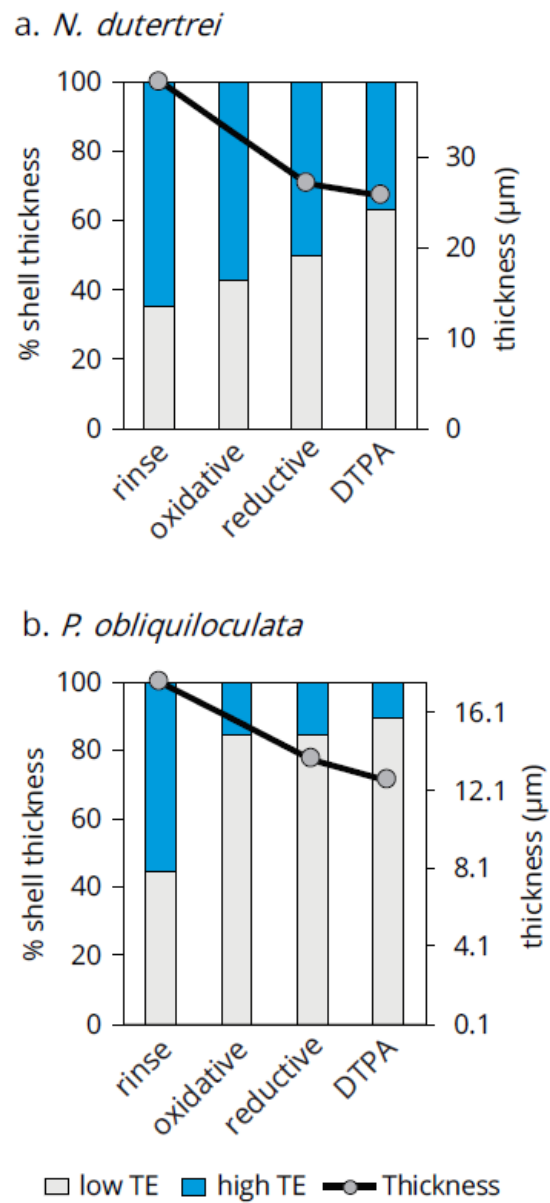 a. N. dutertrei
% shell thickness
100
80
60
40
20
0
30
20
10
0
thickness (µm)
rinse
oxidative
reductive
DTPA
b. P. obliquiloculata
% shell thickness
100
80
60
40
20
0
16.1
12.1
8.1
4.1
0.1
thickness (µm)
rinse
oxidative
reductive
DTPA
low TE high TE Thickness